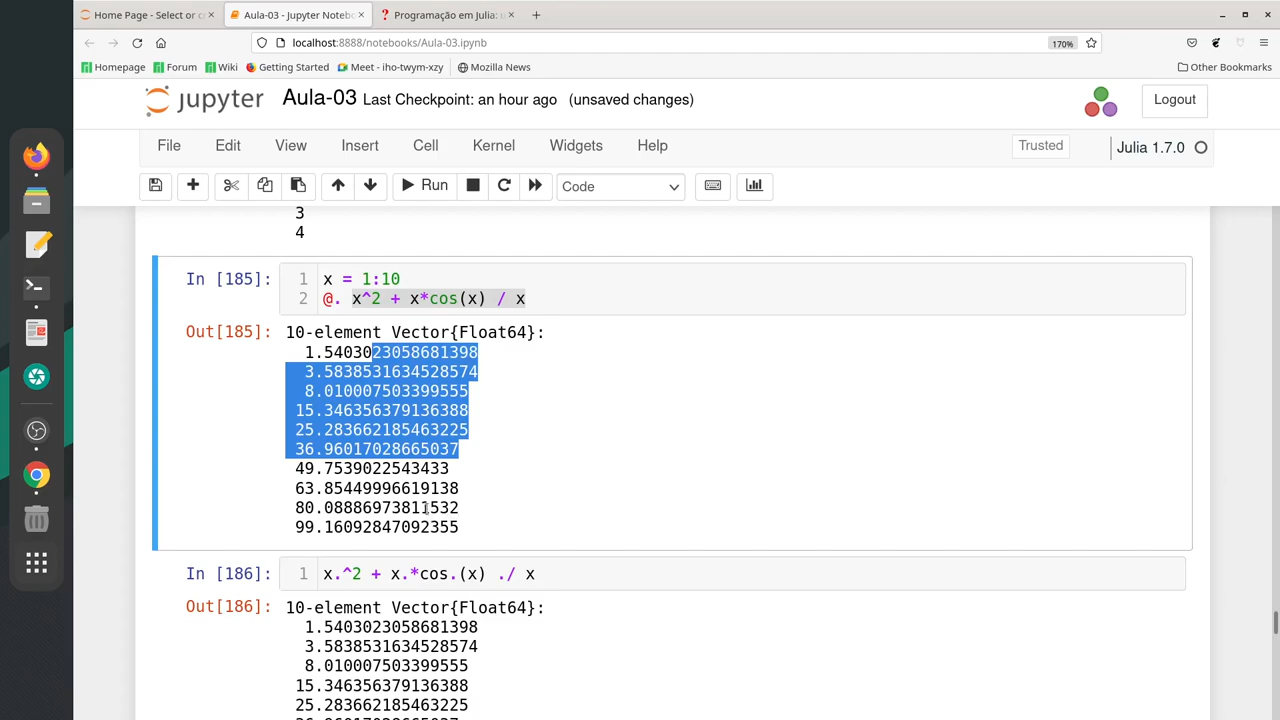 Home Page - Select or c
Aula-03 - Jupyter Noteb
Programação em Julia: u
localhost:8888/notebooks/Aula-03.ipynb
170%
Homepage Forum Wiki Getting Started Meet - iho-twym-xzy Mozilla News Other Bookmarks
jupyter Aula-03 Last Checkpoint: an hour ago (unsaved changes) Logout
File Edit View Insert Cell Kernel Widgets Help Trusted Julia 1.7.0
Run Code
3
4
In [185]: 1 x = 1:10
2 @. x^2 + x*cos(x) / x
Out[185]: 10-element Vector{Float64}:
1.5403023058681398
3.5838531634528574
8.010007503399555
15.346356379136388
25.283662185463225
36.96017028665037
49.7539022543433
63.85449996619138
80.08886973811532
99.16092847092355
In [186]: 1 x.^2 + x.*cos.(x) ./ x
Out[186]: 10-element Vector{Float64}:
1.5403023058681398
3.5838531634528574
8.010007503399555
15.346356379136388
25.283662185463225
36.96017028665037